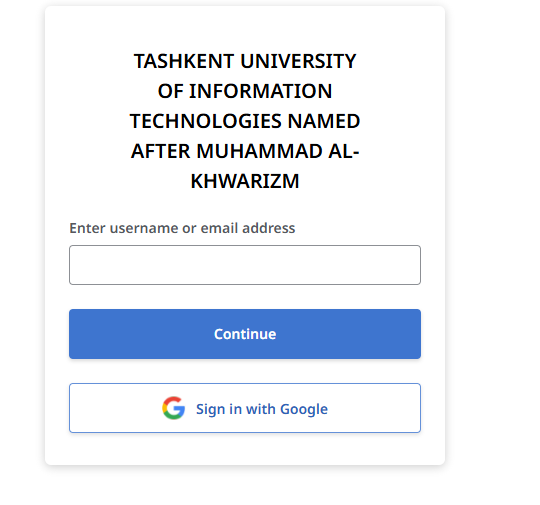 TASHKENT UNIVERSITY
OF INFORMATION
TECHNOLOGIES NAMED
AFTER MUHAMMAD AL-
KHWARIZM
Enter username or email address
Continue
Sign in with Google